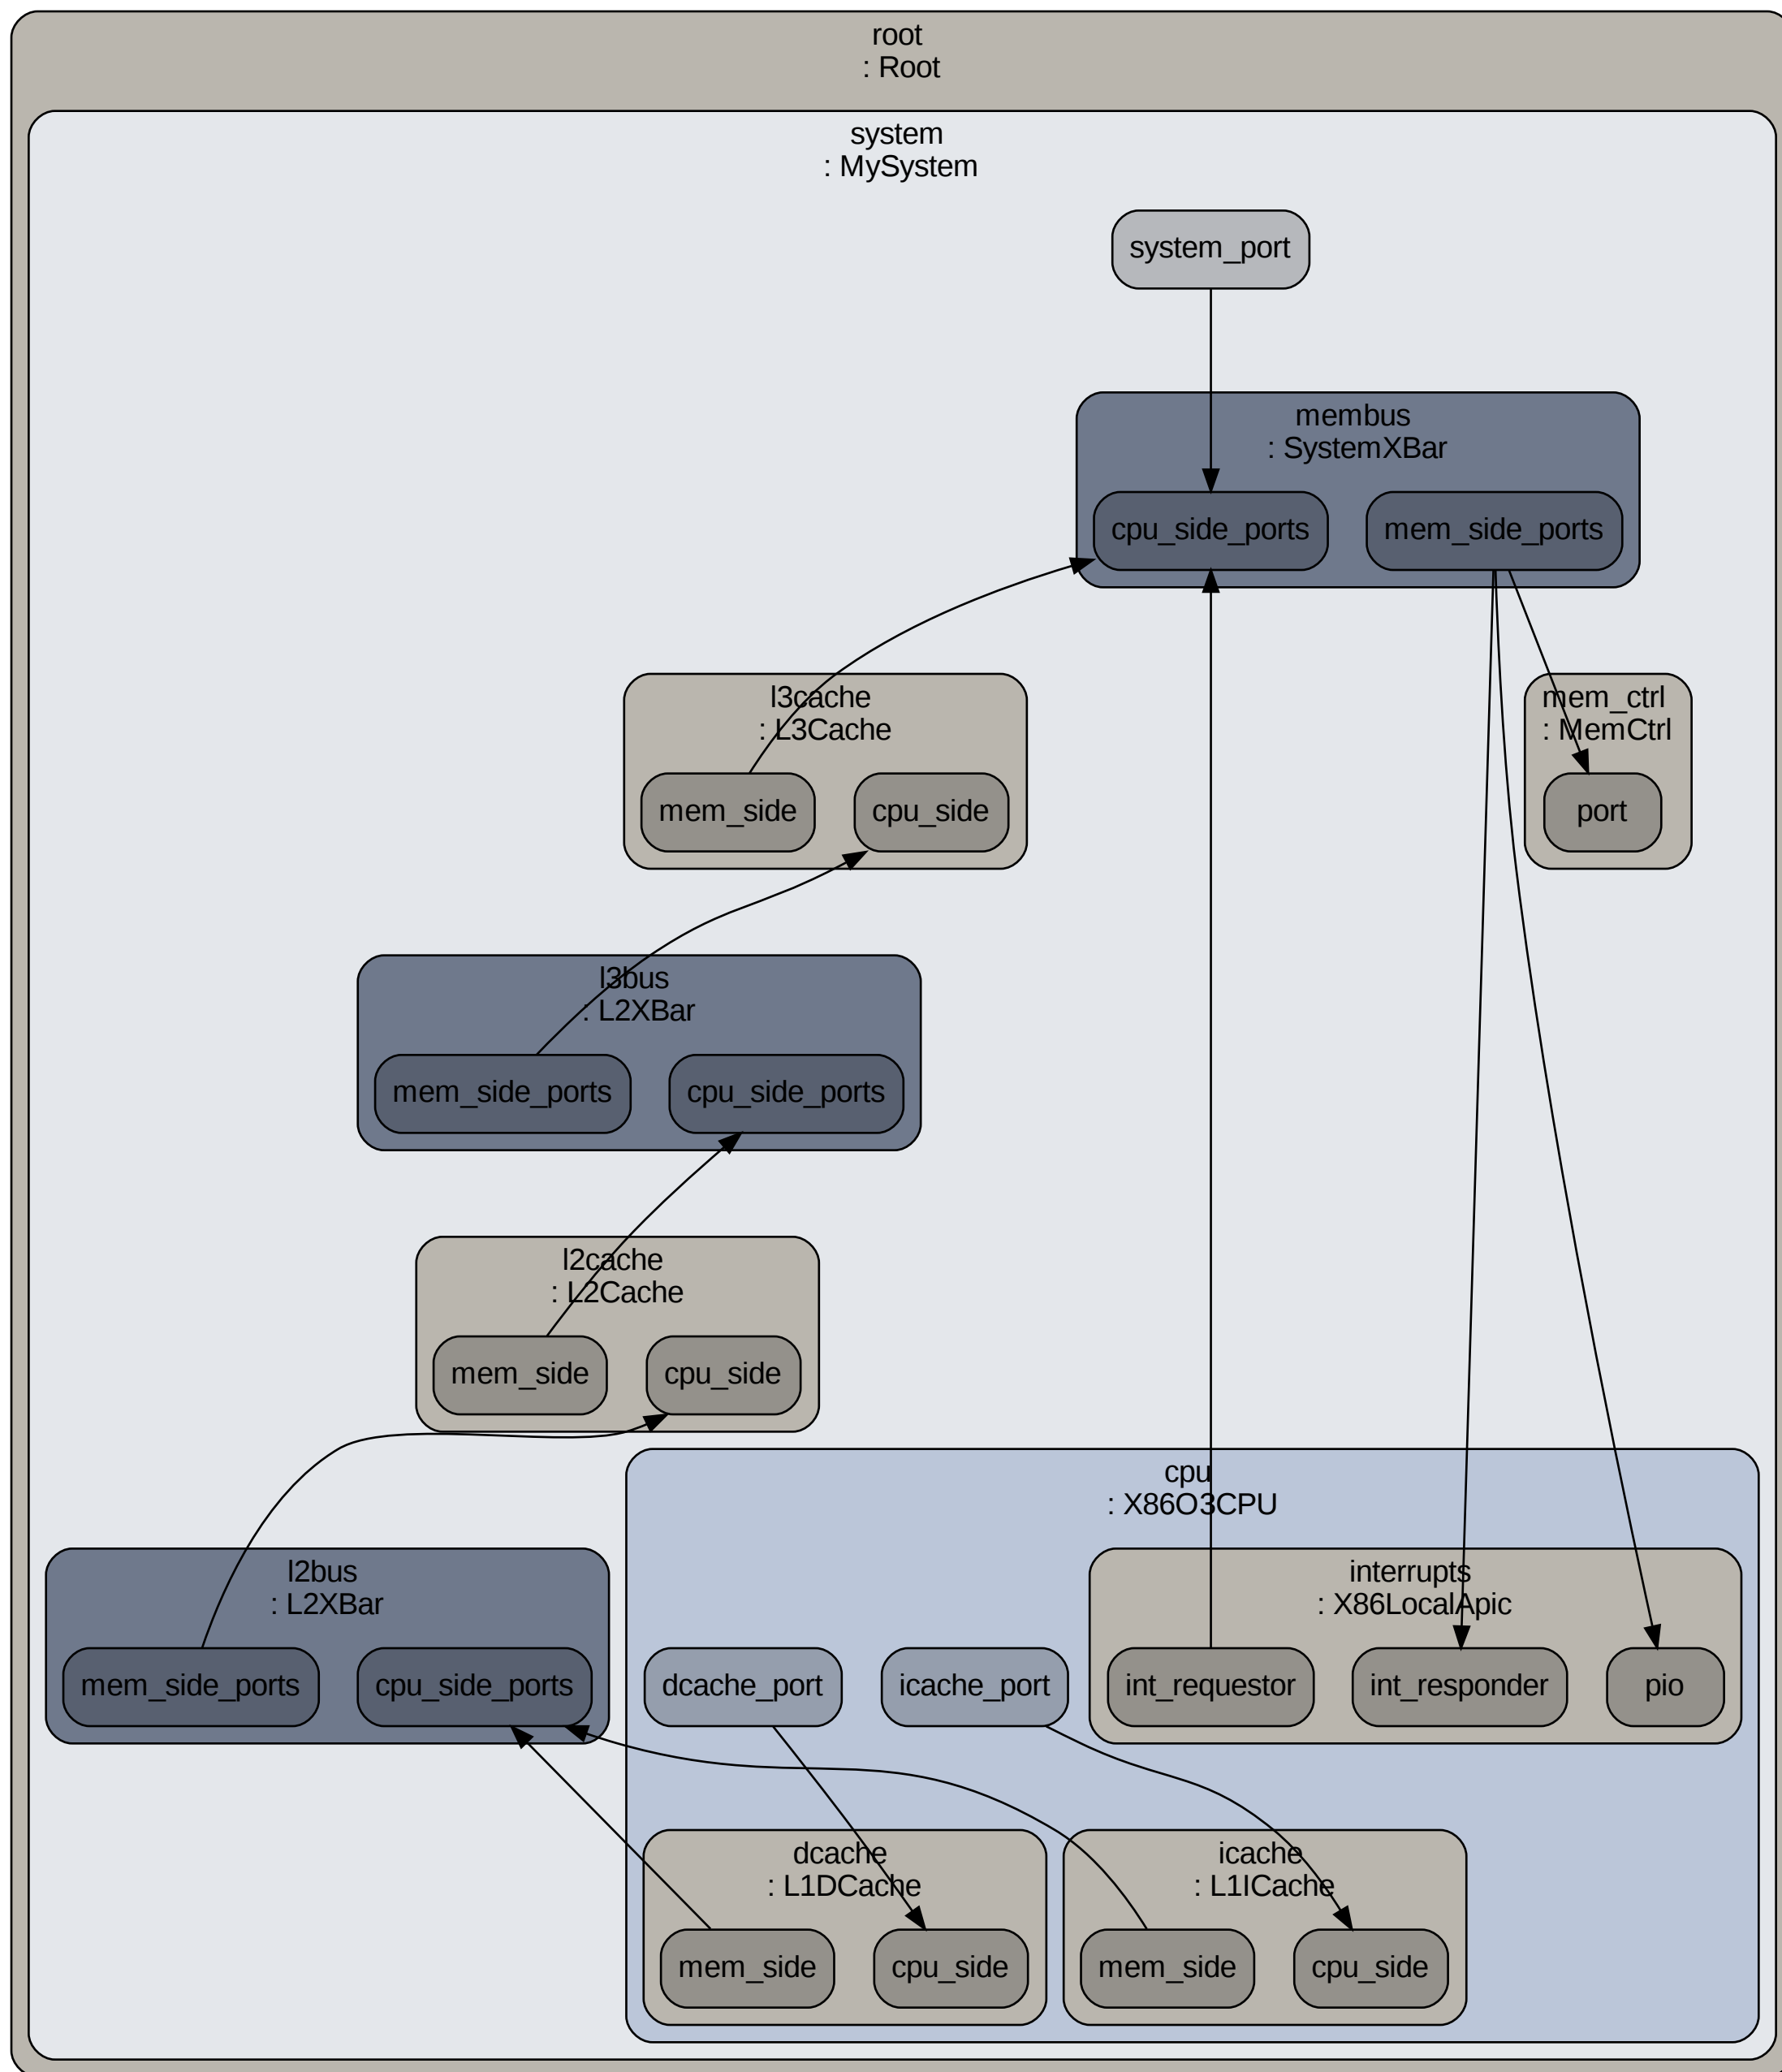 root
: Root
system
: MySystem
system_port
membus
: SystemXBar
cpu_side_ports
mem_side_ports
l3cache
: L3Cache
mem_side
cpu_side
mem_ctrl
: MemCtrl
port
l3bus
: L2XBar
mem_side_ports
cpu_side_ports
l2cache
: L2Cache
mem_side
cpu_side
cpu
: X86O3CPU
l2bus
: L2XBar
mem_side_ports
cpu_side_ports
dcache_port
icache_port
interrupts
: X86LocalApic
int_requestor
int_responder
pio
dcache
: L1DCache
mem_side
cpu_side
icache
: L1ICache
mem_side
cpu_side